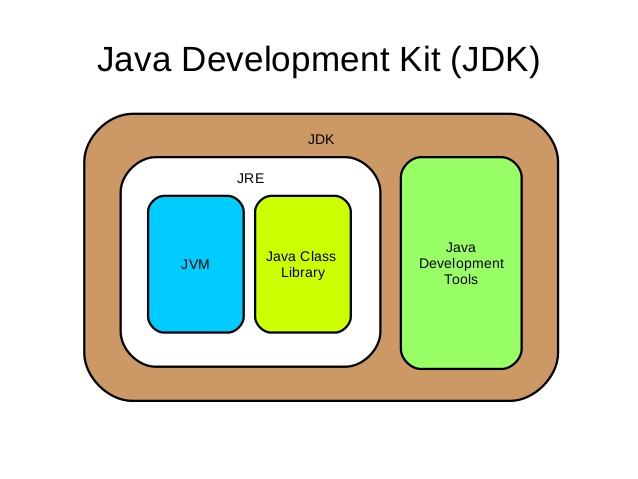 Java Development Kit (JDK)
JDK
JRE
JVM
Java Class
Library
Java
Development
Tools